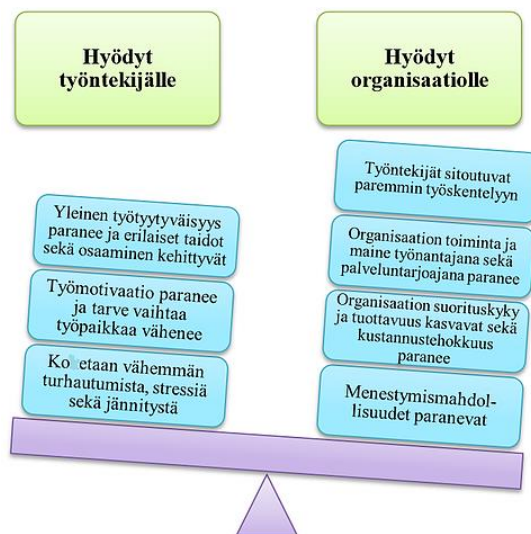 Hyödyt
työntekijälle
Yleinen työtyytyväisyys
paranee ja erilaiset taidot
sekä osaaminen kehittyvät
Työmotivaatio paranee
ja tarve vaihtaa
työpaikkaa vähenee
Koetaan vähemmän
turhautumista, stressiä
sekä jännitystä
Hyödyt
organisaatiolle
Työntekijät sitoutuvat
paremmin työskentelyyn
Organisaation toiminta ja
maine työnantajana sekä
palveluntarjoajana paranee
Organisaation suorituskyky
ja tuottavuus kasvavat sekä
kustannustehokkuus
paranee
Menestymismahdol-
lisuudet paranevat